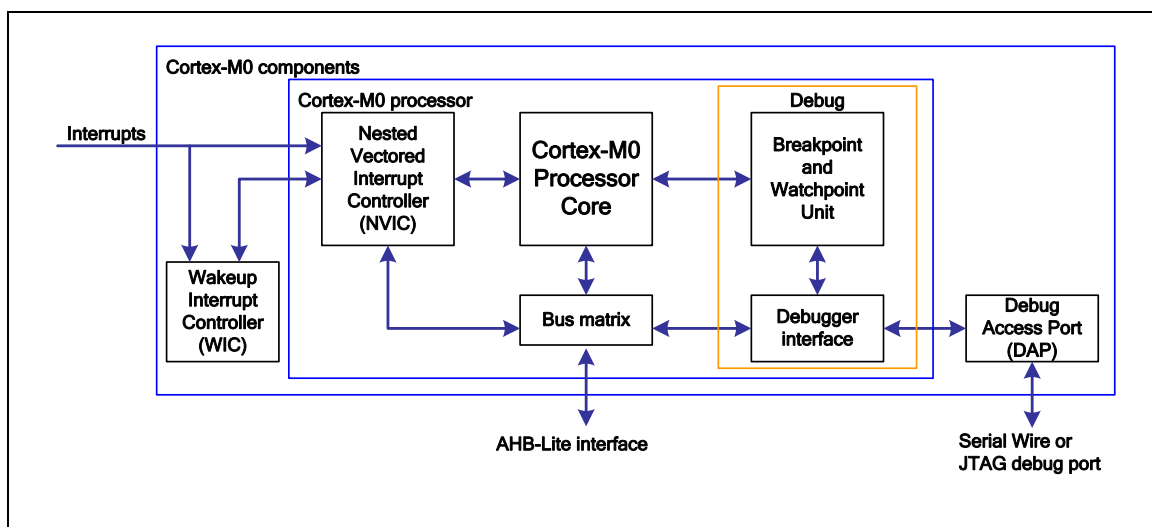 Cortex-M0 components
Cortex-M0 processor
Debug
Interrupts
Nested
Vectored
Interrupt
Controller
(NVIC)
Cortex-M0
Processor
Core
Breakpoint
and
Watchpoint
Unit
Wakeup
Interrupt
Controller
(WIC)
Bus matrix
Debugger
interface
Debug
Access Port
(DAP)
AHB-Lite interface
Serial Wire or
JTAG debug port